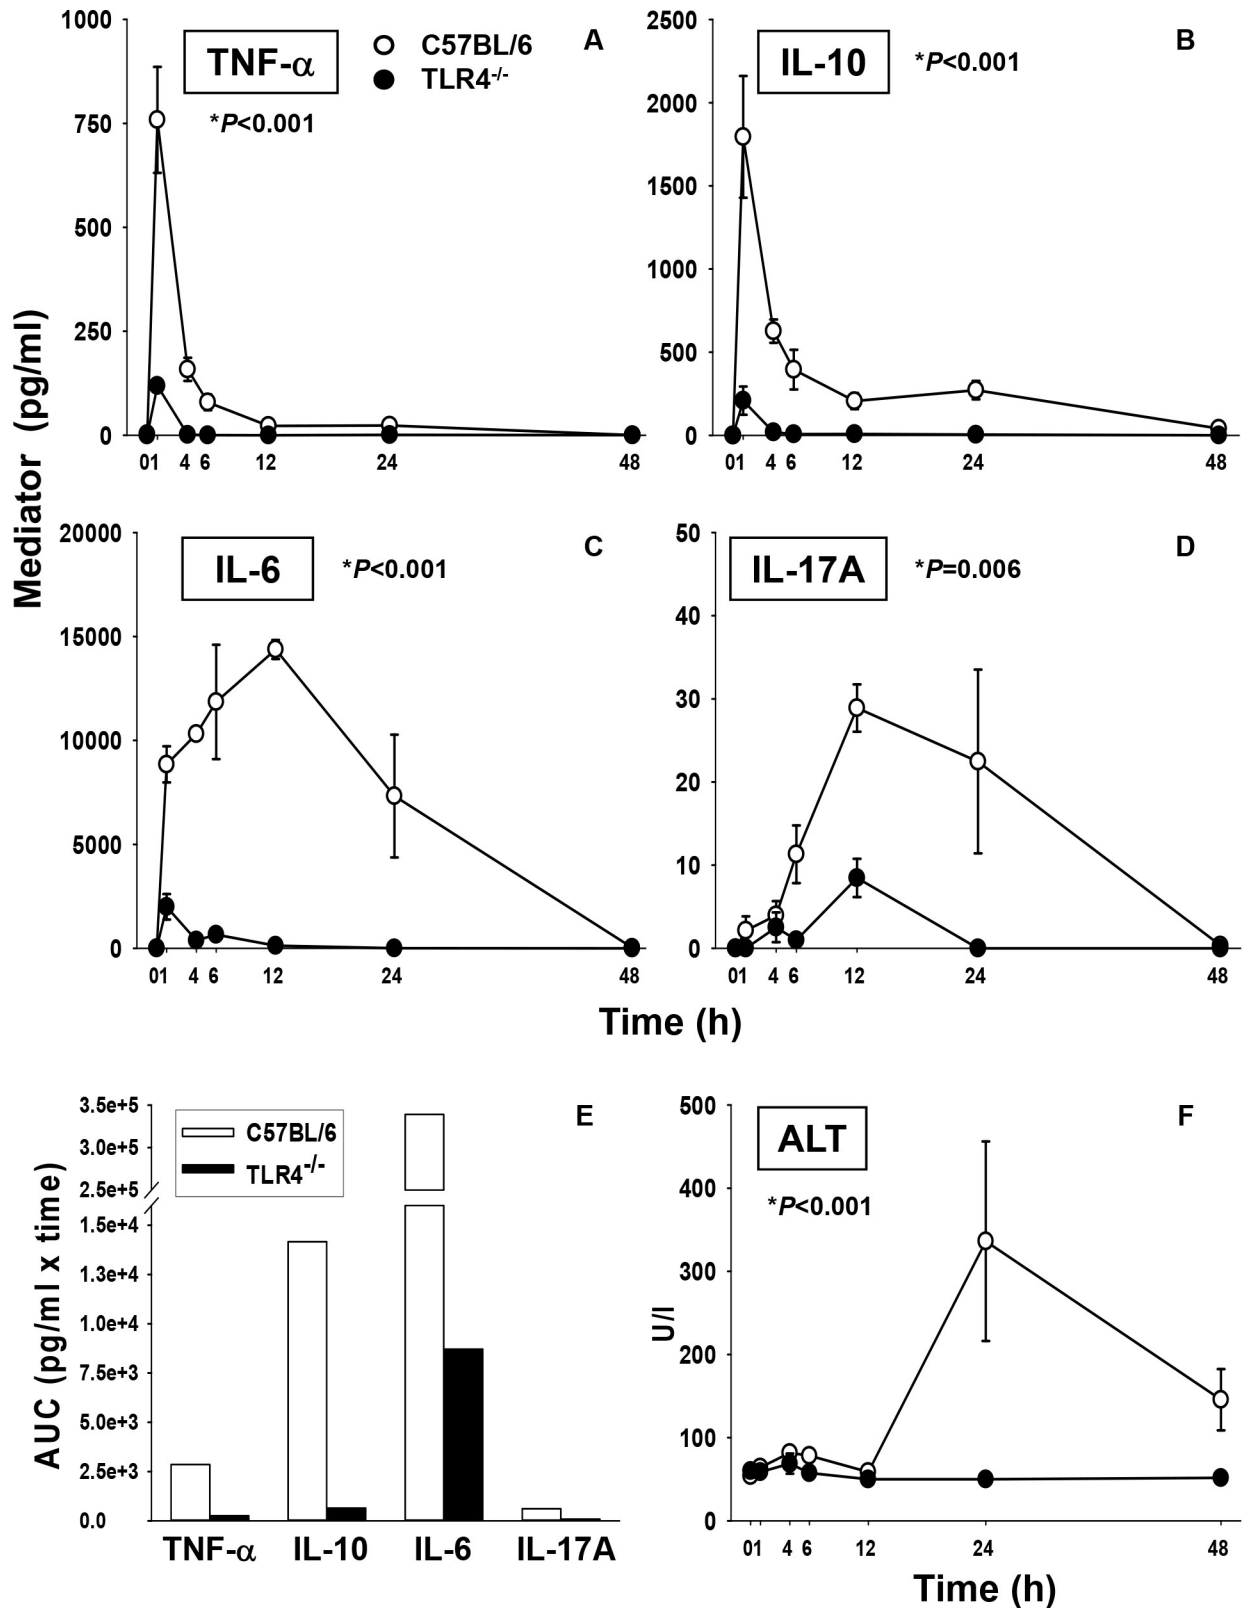 Mediator (pg/ml)
A
TNF-α
C57BL/6
TLR4-/-
*P<0.001
1000
750
500
250
0
01 4 6 12 24 48
B
IL-10
*P<0.001
2500
2000
1500
1000
500
0
01 4 6 12 24 48
C
IL-6
*P<0.001
20000
15000
10000
5000
0
01 4 6 12 24 48
D
IL-17A
*P=0.006
50
40
30
20
10
0
01 4 6 12 24 48
Time (h)
E
C57BL/6
TLR4-/-
AUC (pg/ml x time)
3.5e+5
3.0e+5
2.5e+5
1.5e+4
1.3e+4
1.0e+4
7.5e+3
5.0e+3
2.5e+3
0.0
TNF-α IL-10 IL-6 IL-17A
F
ALT
*P<0.001
U/l
500
400
300
200
100
0
01 4 6 12 24 48
Time (h)